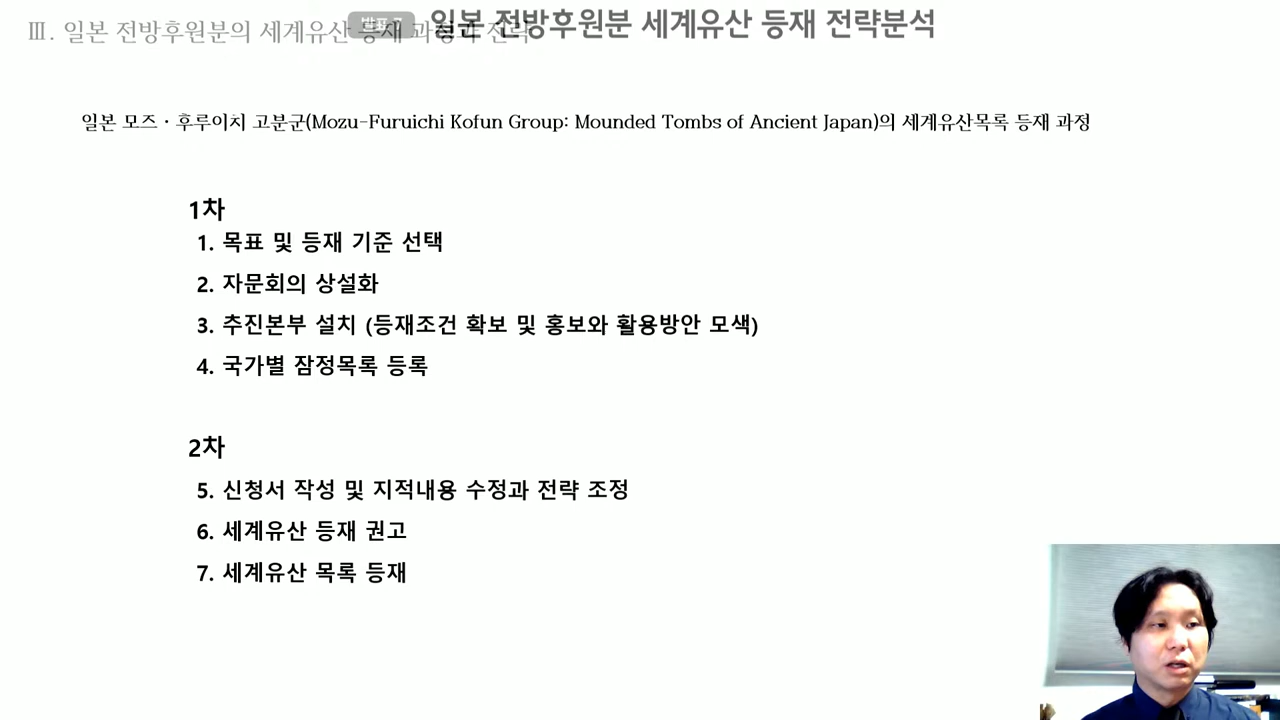 Ⅲ. 일본 전방후원분의 세계유산 등재 과정과 전략
발표 2 일본 전방후원분 세계유산 등재 전략분석
일본 모즈 · 후루이치 고분군(Mozu-Furuichi Kofun Group: Mounded Tombs of Ancient Japan)의 세계유산목록 등재 과정
1차
1. 목표 및 등재 기준 선택
2. 자문회의 상설화
3. 추진본부 설치 (등재조건 확보 및 홍보와 활용방안 모색)
4. 국가별 잠정목록 등록
2차
5. 신청서 작성 및 지적내용 수정과 전략 조정
6. 세계유산 등재 권고
7. 세계유산 목록 등재